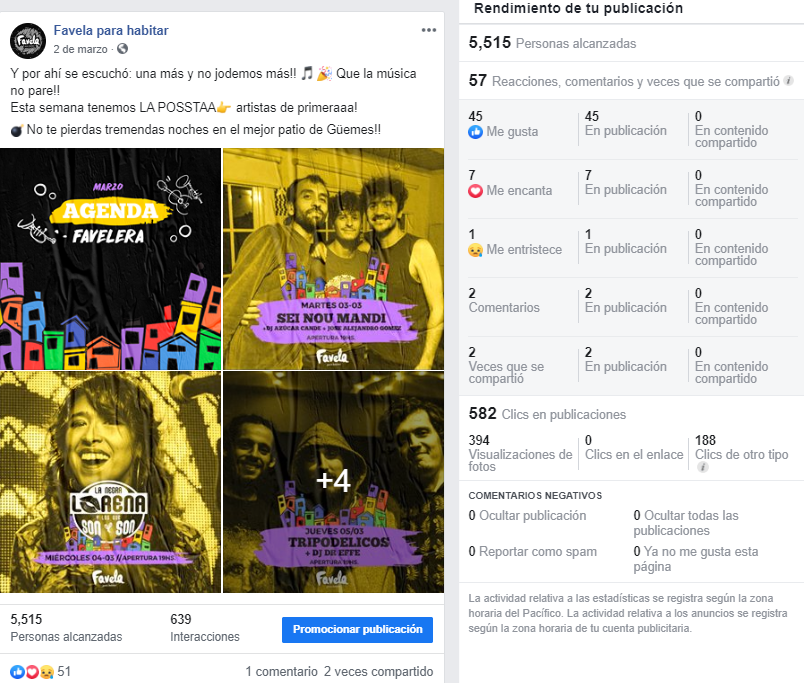 Favela para habitar
2 de marzo
Y por ahí se escuchó: una más y no jodemos más!! 🎵🎉 Que la música
no pare!!
Esta semana tenemos LA POSSTAA👉 artistas de primeraaa!
💣 No te pierdas tremendas noches en el mejor patio de Güemes!!
MARZO
AGENDA
- FAVELERA
MARTES 03-03
SEI NOU MANDI
+DJ AZÚCAR CANDE + JOSE ALEJANDRO GOMEZ
APERTURA 19HS.
Favela
LA NEGRA
LORENA
SON Y SON
MIÉRCOLES 04-03 // APERTURA 19HS.
Favela
+4
JUEVES 05/03
TRIPODELICOS
+ DJ DR EFFE
APERTURA 19HS.
Favela
5,515
Personas alcanzadas
639
Interacciones
Promocionar publicación
51
1 comentario 2 veces compartido
Rendimiento de tu publicación
5,515 Personas alcanzadas
57 Reacciones, comentarios y veces que se compartió
45
Me gusta
45
En publicación
0
En contenido
compartido
7
Me encanta
7
En publicación
0
En contenido
compartido
1
Me entristece
1
En publicación
0
En contenido
compartido
2
Comentarios
2
En publicación
0
En contenido
compartido
2
Veces que se
compartió
2
En publicación
0
En contenido
compartido
582 Clics en publicaciones
394
Visualizaciones de
fotos
0
Clics en el enlace
188
Clics de otro tipo
COMENTARIOS NEGATIVOS
0 Ocultar publicación
0 Ocultar todas las
publicaciones
0 Reportar como spam
0 Ya no me gusta esta
página
La actividad relativa a las estadísticas se registra según la zona
horaria del Pacífico. La actividad relativa a los anuncios se registra
según la zona horaria de tu cuenta publicitaria.